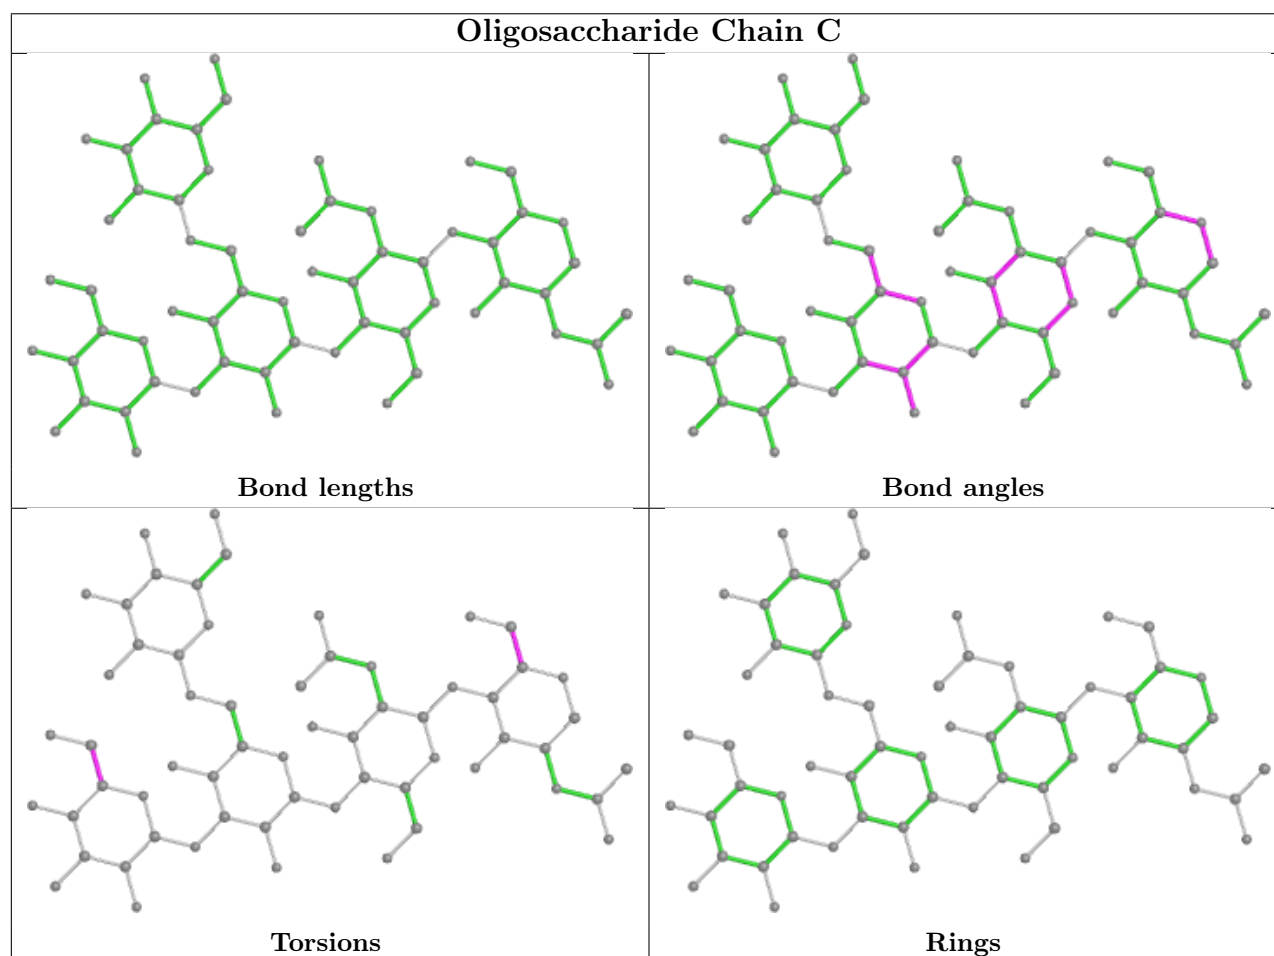 Oligosaccharide Chain C
Bond lengths
Bond angles
Torsions
Rings